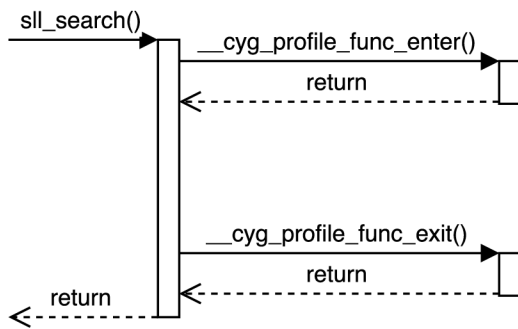 sll_search()
__cyg_profile_func_enter()
return
__cyg_profile_func_exit()
return
return